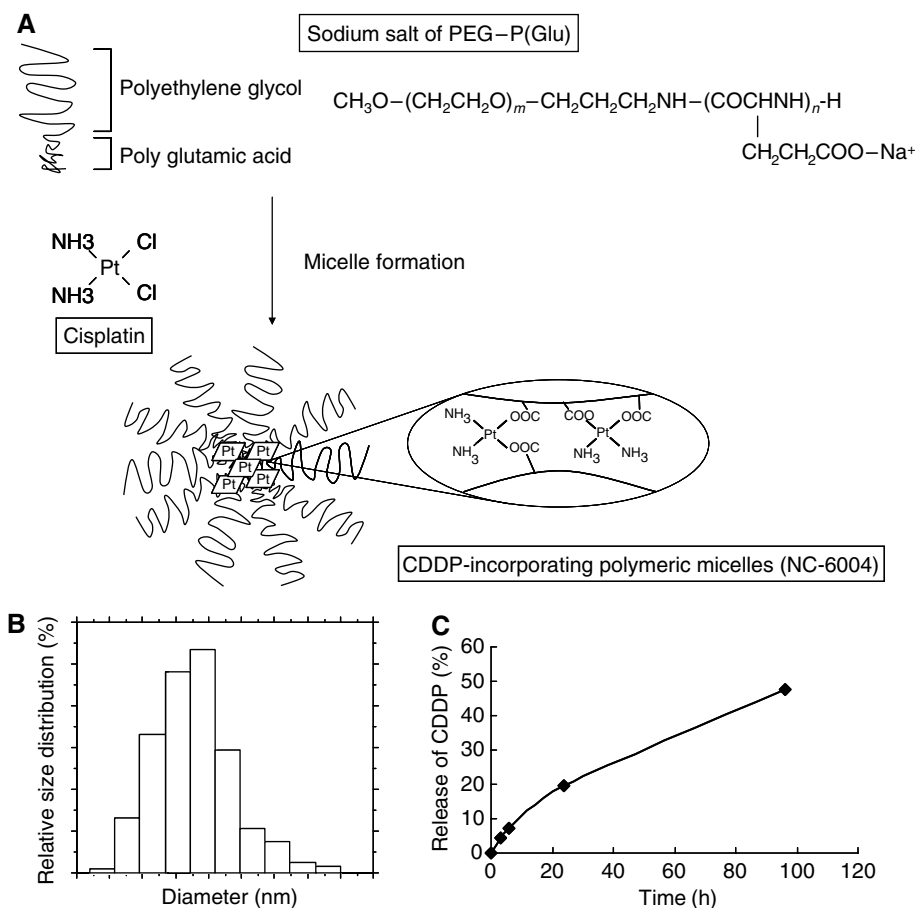 A
Sodium salt of PEG–P(Glu)
Polyethylene glycol
Poly glutamic acid
CH₃O–(CH₂CH₂O)ₘ–CH₂CH₂CH₂NH–(COCHNH)ₙ-H
CH₂CH₂COO–Na⁺
NH3 Cl
Pt
NH3 Cl
Cisplatin
Micelle formation
NH₃ OOC COO OOC
Pt Pt
NH₃ OOC NH₃ NH₃
Pt Pt
Pt
Pt Pt
CDDP-incorporating polymeric micelles (NC-6004)
B
Relative size distribution (%)
Diameter (nm)
C
Release of CDDP (%)
60
50
40
30
20
10
0
0 20 40 60 80 100 120
Time (h)